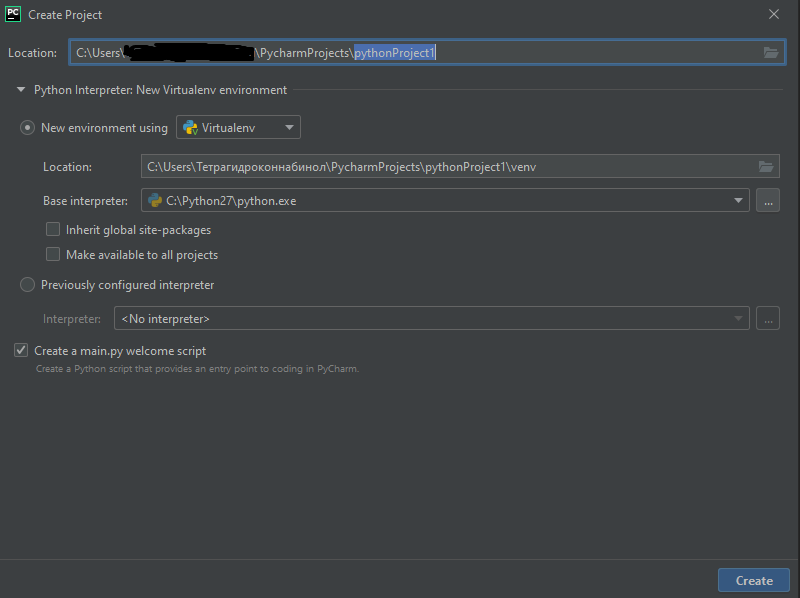 PC Create Project
Location: C:\Users\ \PycharmProjects\pythonProject1
Python Interpreter: New Virtualenv environment
New environment using Virtualenv
Location: C:\Users\Тетрагидроконнабинол\PycharmProjects\pythonProject1\venv
Base interpreter: C:\Python27\python.exe ...
Inherit global site-packages
Make available to all projects
Previously configured interpreter
Interpreter: <No interpreter> ...
Create a main.py welcome script
Create a Python script that provides an entry point to coding in PyCharm.
Create